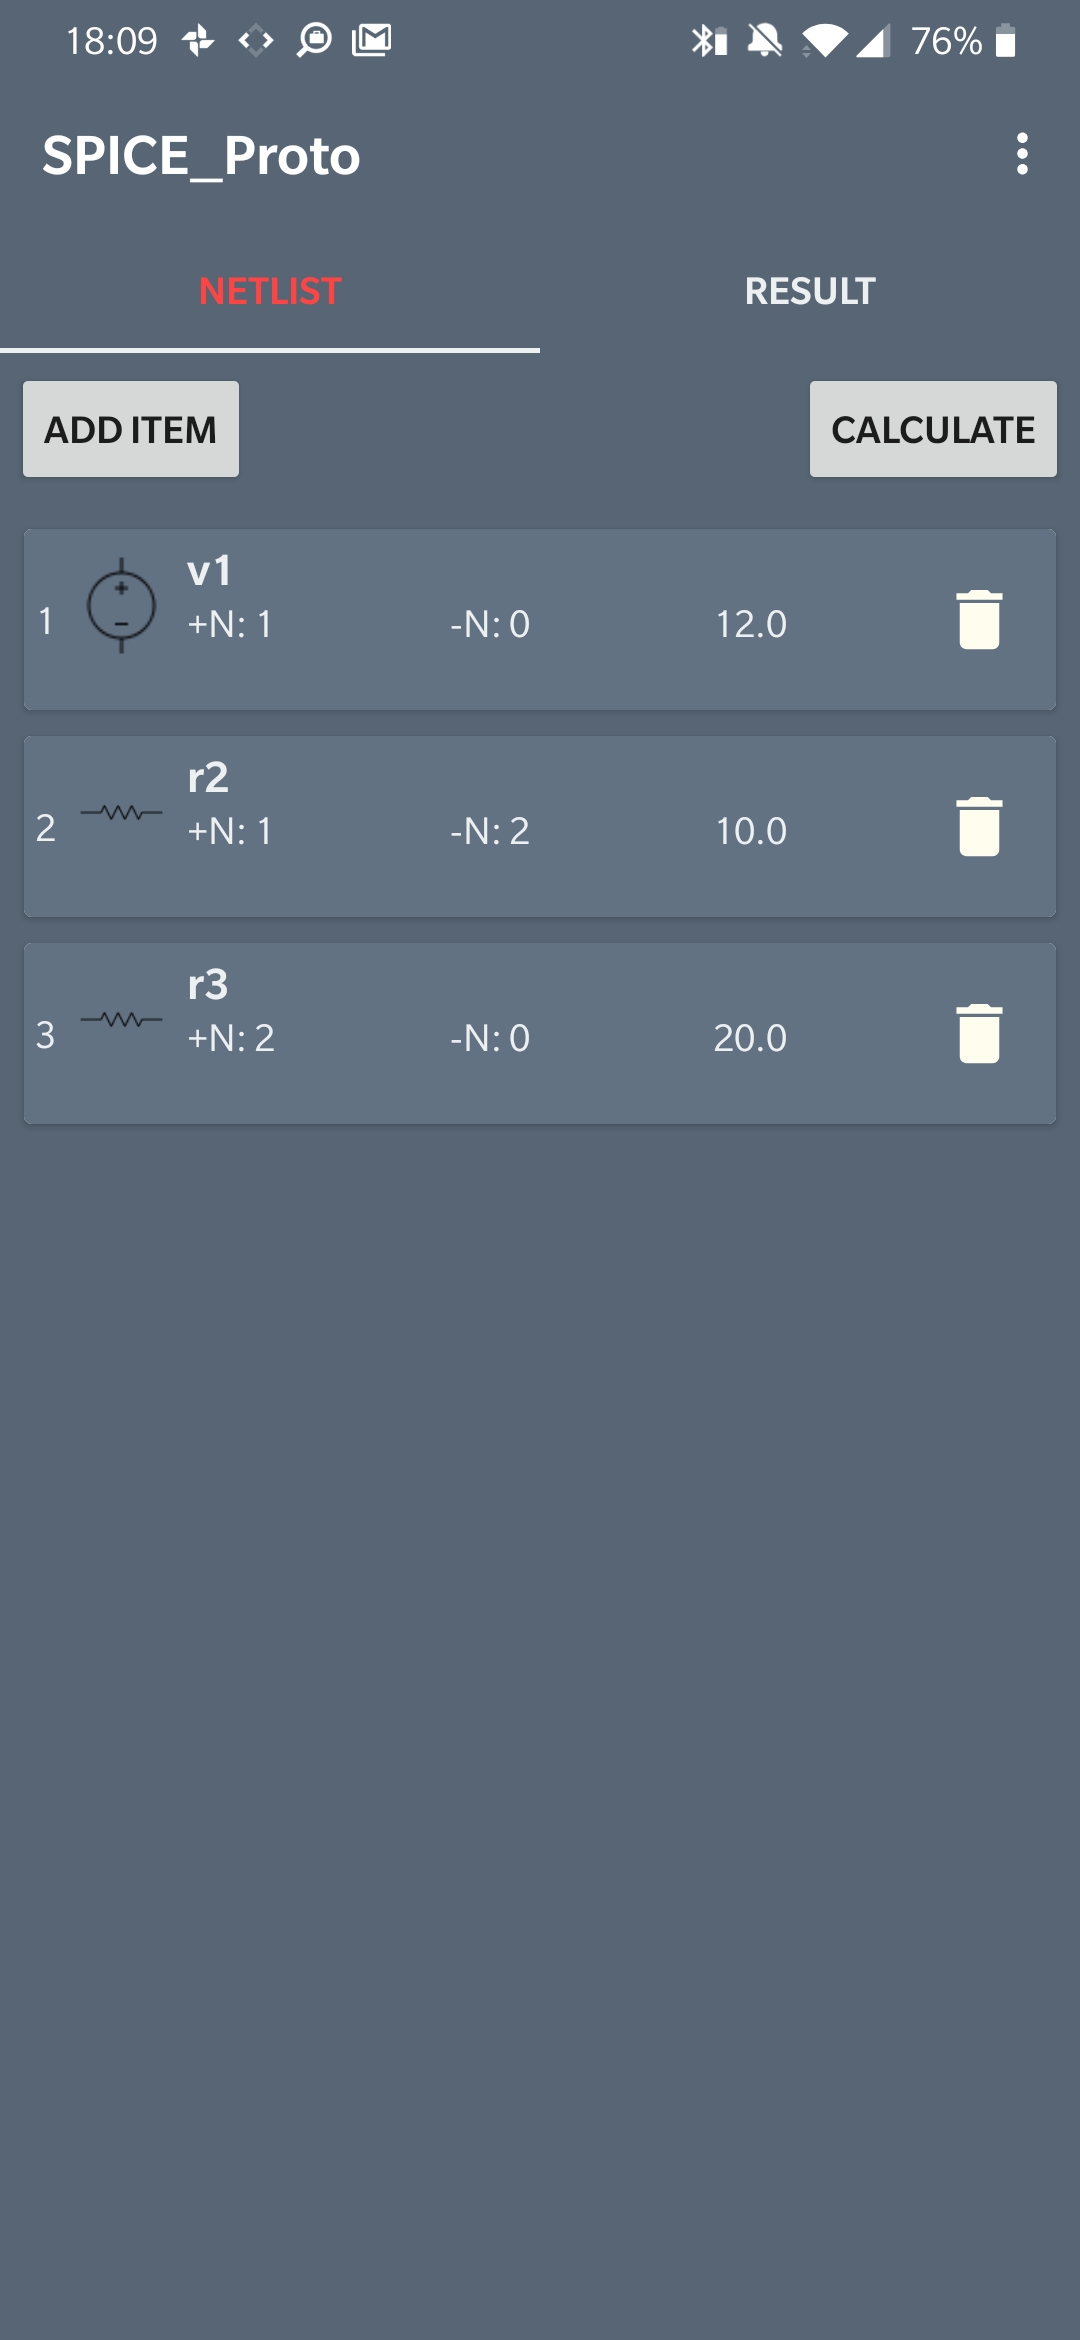 18:09 76%
SPICE_Proto
NETLIST RESULT
ADD ITEM CALCULATE
v1
1 +N: 1 -N: 0 12.0
r2
2 +N: 1 -N: 2 10.0
r3
3 +N: 2 -N: 0 20.0